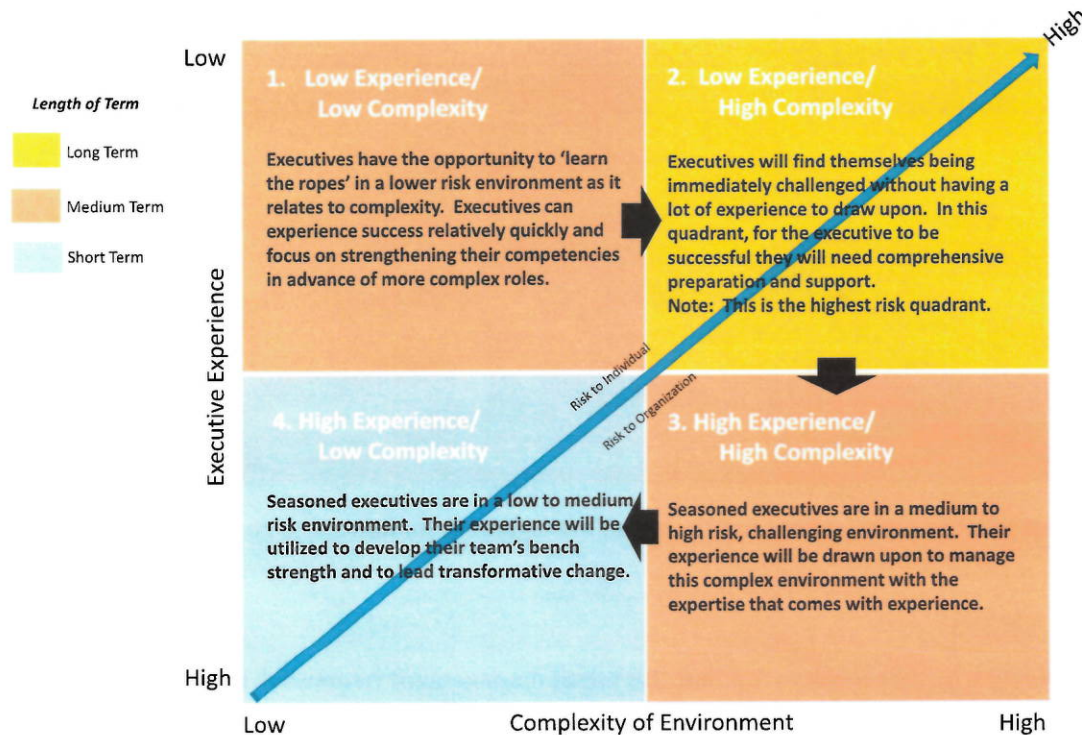 High
Low
Length of Term
Long Term
Medium Term
Short Term
Executive Experience
1. Low Experience/
Low Complexity
Executives have the opportunity to ‘learn
the ropes’ in a lower risk environment as it
relates to complexity. Executives can
experience success relatively quickly and
focus on strengthening their competencies
in advance of more complex roles.
2. Low Experience/
High Complexity
Executives will find themselves being
immediately challenged without having a
lot of experience to draw upon. In this
quadrant, for the executive to be
successful they will need comprehensive
preparation and support.
Note: This is the highest risk quadrant.
Risk to Individual
Risk to Organization
4. High Experience/
Low Complexity
Seasoned executives are in a low to medium
risk environment. Their experience will be
utilized to develop their team’s bench
strength and to lead transformative change.
3. High Experience/
High Complexity
Seasoned executives are in a medium to
high risk, challenging environment. Their
experience will be drawn upon to manage
this complex environment with the
expertise that comes with experience.
High
Low
Complexity of Environment
High